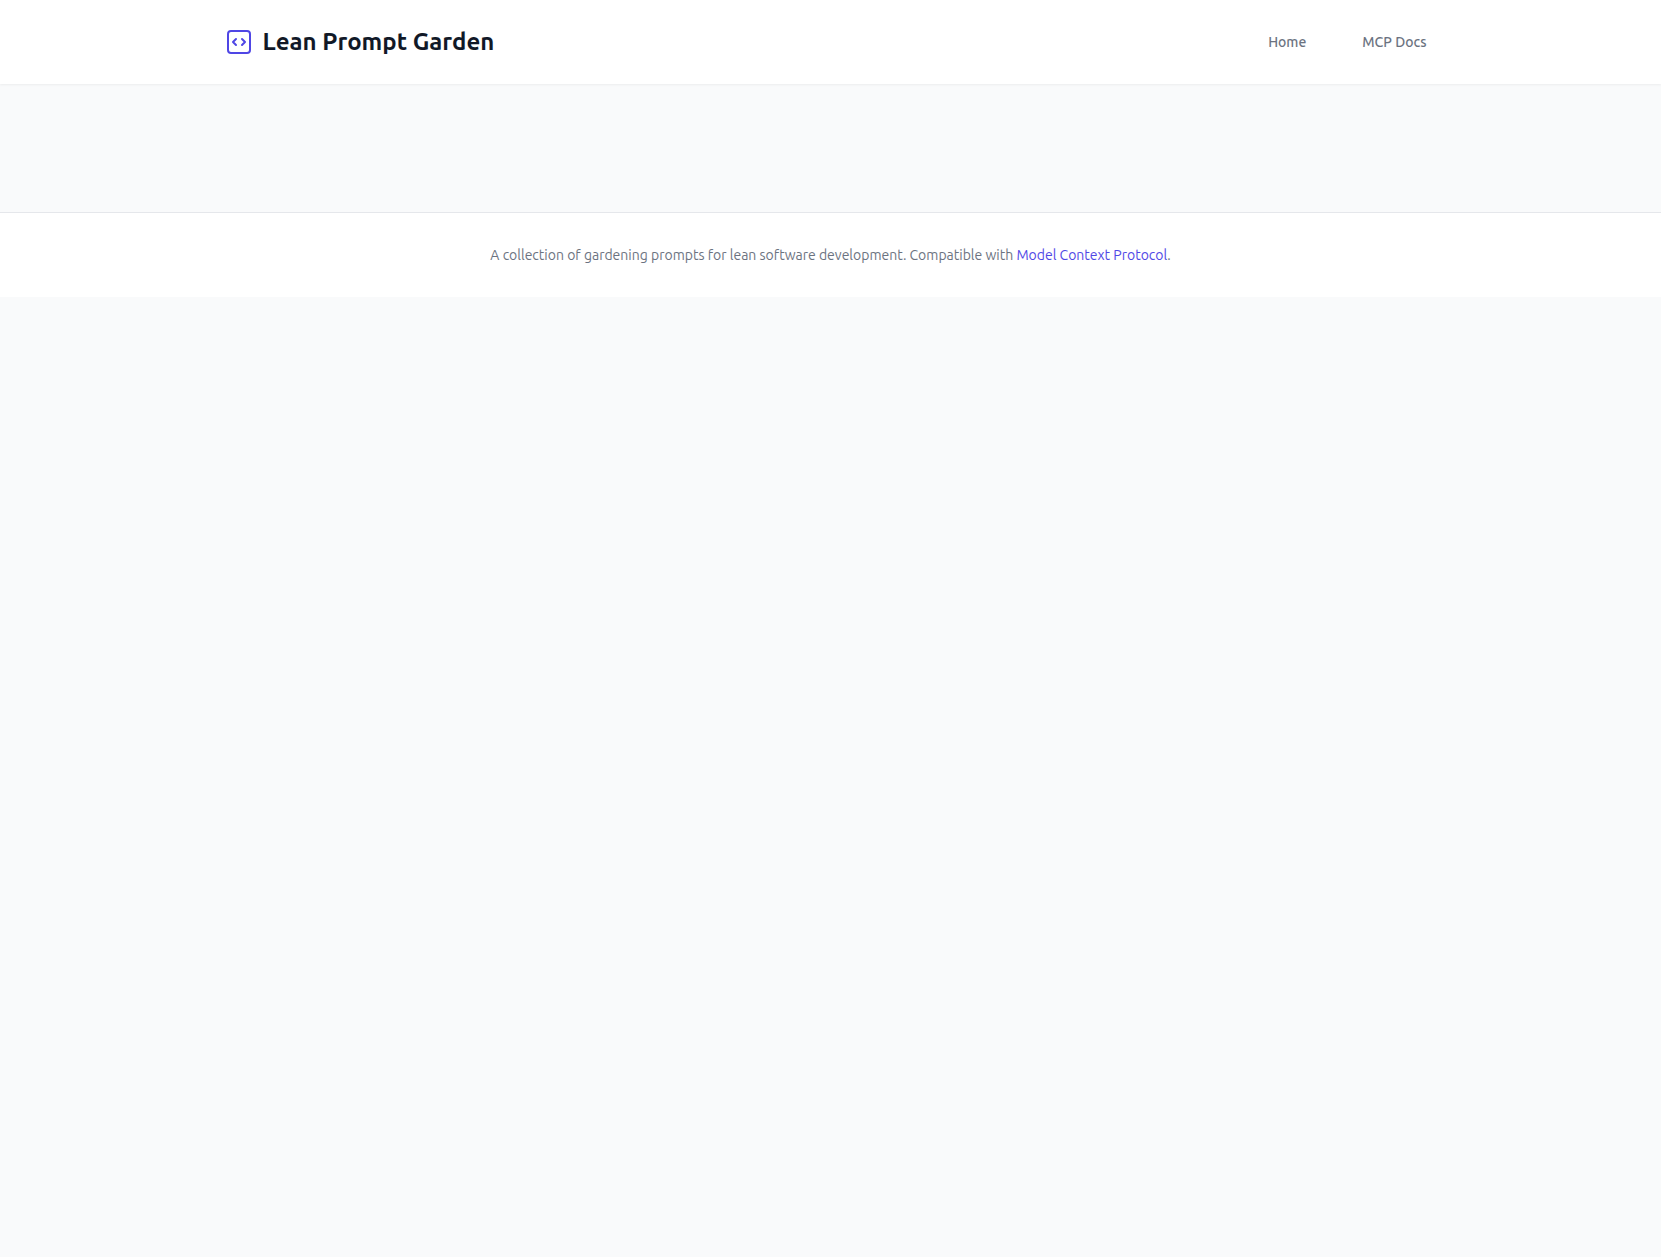 Lean Prompt Garden
Home
MCP Docs
A collection of gardening prompts for lean software development. Compatible with Model Context Protocol.